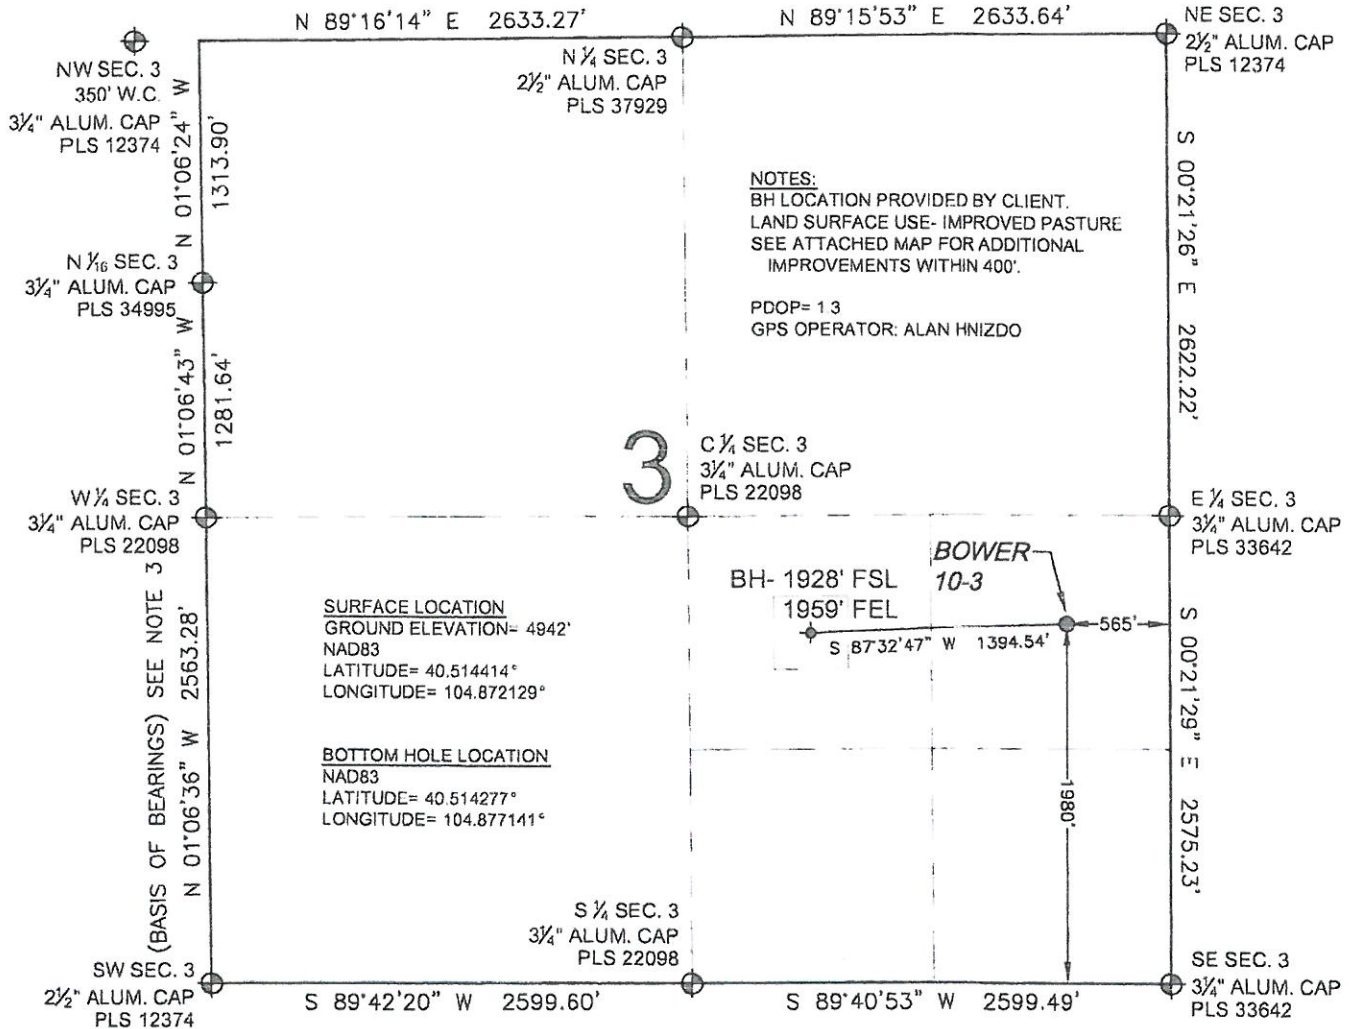 N 89°16'14" E 2633.27'
N 89°15'53" E 2633.64'
NE SEC. 3
2½" ALUM. CAP
PLS 12374
NW SEC. 3
350' W.C.
3¼" ALUM. CAP
PLS 12374
N ¼ SEC. 3
2½" ALUM. CAP
PLS 37929
N 01°06'24" W
1313.90'
NOTES:
BH LOCATION PROVIDED BY CLIENT.
LAND SURFACE USE- IMPROVED PASTURE
SEE ATTACHED MAP FOR ADDITIONAL
IMPROVEMENTS WITHIN 400'.
PDOP= 1.3
GPS OPERATOR: ALAN HNIZDO
S 00°21'26" E 2622.22'
N 1/16 SEC. 3
3¼" ALUM. CAP
PLS 34995
N 01°06'43" W
1281.64'
3
C ¼ SEC. 3
3¼" ALUM. CAP
PLS 22098
W ¼ SEC. 3
3¼" ALUM. CAP
PLS 22098
E ¼ SEC. 3
3¼" ALUM. CAP
PLS 33642
BOWER
10-3
BH- 1928' FSL
1959' FEL
565'
S 87°32'47" W 1394.54'
SURFACE LOCATION
GROUND ELEVATION= 4942'
NAD83
LATITUDE= 40.514414°
LONGITUDE= 104.872129°
BOTTOM HOLE LOCATION
NAD83
LATITUDE= 40.514277°
LONGITUDE= 104.877141°
(BASIS OF BEARINGS) SEE NOTE 3
N 01°06'36" W 2563.28'
1980'
S 00°21'29" E 2575.23'
S ¼ SEC. 3
3¼" ALUM. CAP
PLS 22098
SW SEC. 3
2½" ALUM. CAP
PLS 12374
S 89°42'20" W 2599.60'
S 89°40'53" W 2599.49'
SE SEC. 3
3¼" ALUM. CAP
PLS 33642